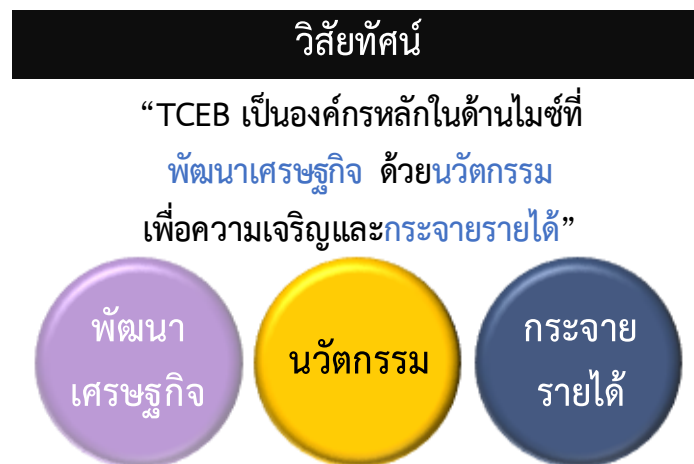 วิสัยทัศน์
“TCEB เป็นองค์กรหลักในด้านไมซ์ที่
พัฒนาเศรษฐกิจ ด้วยนวัตกรรม
เพื่อความเจริญและกระจายรายได้”
พัฒนา
เศรษฐกิจ
นวัตกรรม
กระจาย
รายได้